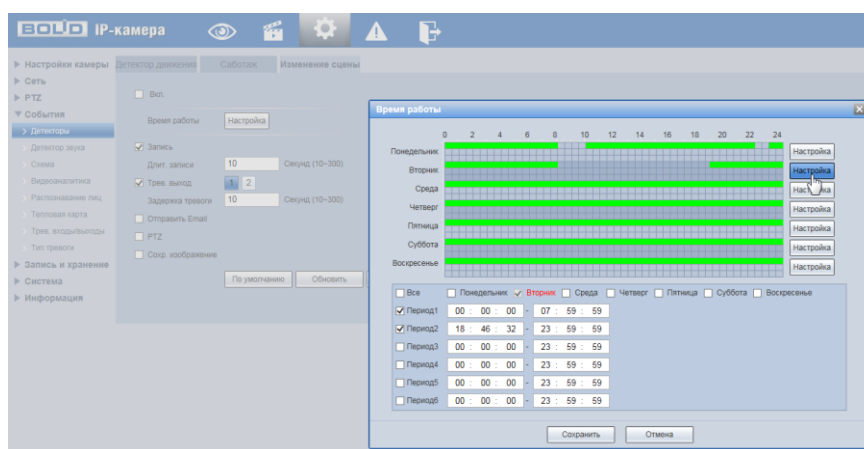 BOLID IP-камера
Настройки камеры
Сеть
PTZ
События
Детекторы
Детектор звука
Схема
Видеоаналитика
Распознавание лиц
Тепловая карта
Трев. входы/выходы
Тип тревоги
Запись и хранение
Система
Информация
Детектор движения Саботаж Изменение сцены
Вкл.
Время работы Настройка
Запись
Длит. записи 10 Секунд (10~300)
Трев. выход 1 2
Задержка тревоги 10 Секунд (10~300)
Отправить Email
PTZ
Сохр. изображение
По умолчанию Обновить
Время работы
0 2 4 6 8 10 12 14 16 18 20 22 24
Понедельник Настройка
Вторник Настройка
Среда Настройка
Четверг Настройка
Пятница Настройка
Суббота Настройка
Воскресенье Настройка
Все Понедельник Вторник Среда Четверг Пятница Суббота Воскресенье
Период1 00 : 00 : 00 - 07 : 59 : 59
Период2 18 : 46 : 32 - 23 : 59 : 59
Период3 00 : 00 : 00 - 23 : 59 : 59
Период4 00 : 00 : 00 - 23 : 59 : 59
Период5 00 : 00 : 00 - 23 : 59 : 59
Период6 00 : 00 : 00 - 23 : 59 : 59
Сохранить Отмена